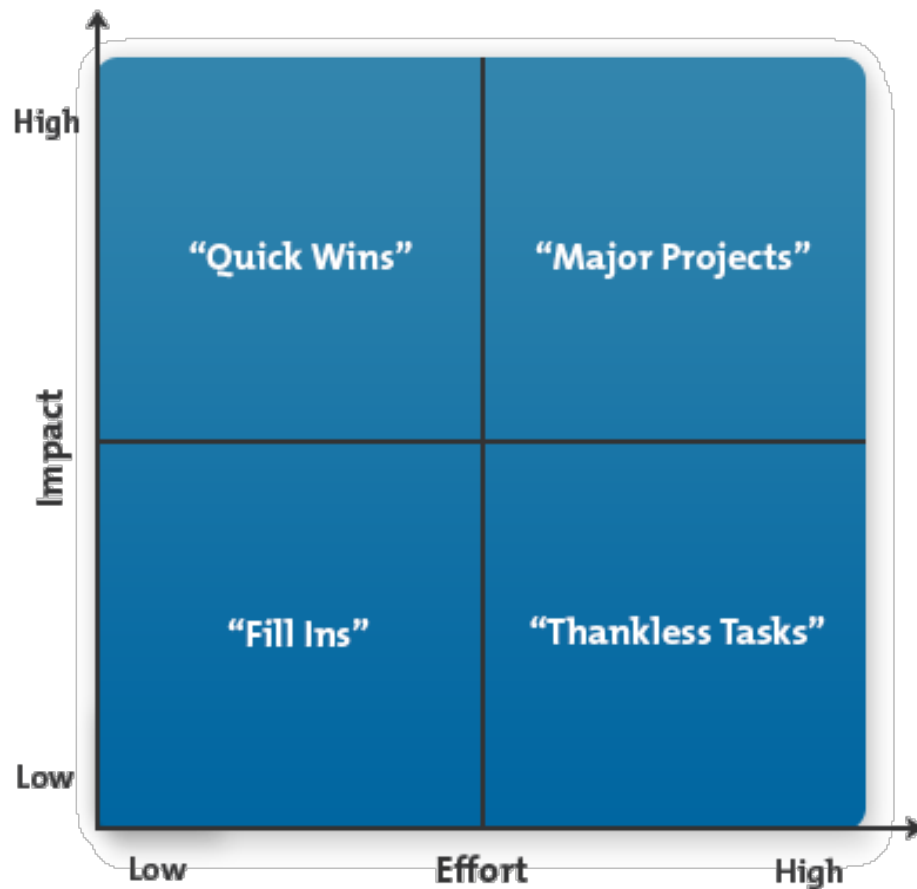 High
“Quick Wins”
“Major Projects”
Impact
“Fill Ins”
“Thankless Tasks”
Low
Low
Effort
High